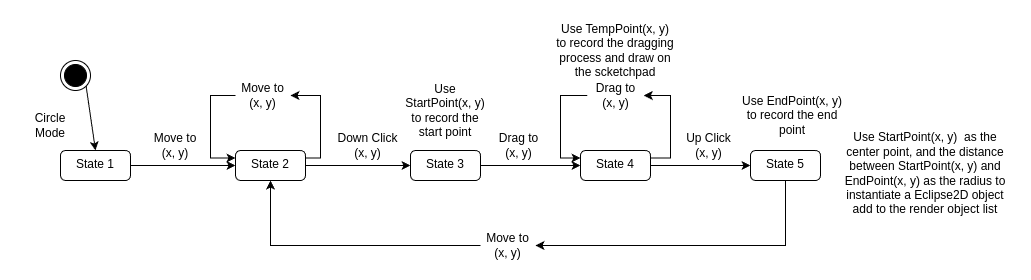 Circle
Mode
State 1
Move to
(x, y)
Move to
(x, y)
State 2
Down Click
(x, y)
Use
StartPoint(x, y)
to record the
start point
State 3
Drag to
(x, y)
Use TempPoint(x, y)
to record the dragging
process and draw on
the scketchpad
Drag to
(x, y)
State 4
Up Click
(x, y)
Use EndPoint(x, y)
to record the end
point
State 5
Use StartPoint(x, y) as the
center point, and the distance
between StartPoint(x, y) and
EndPoint(x, y) as the radius to
instantiate a Eclipse2D object
add to the render object list
Move to
(x, y)